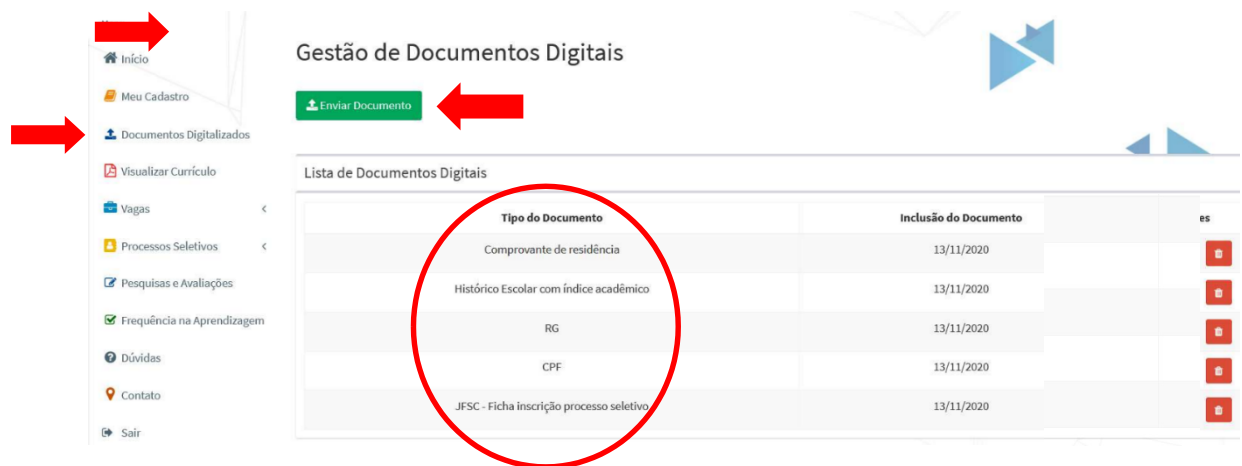 Início
Meu Cadastro
Documentos Digitalizados
Visualizar Currículo
Vagas
Processos Seletivos
Pesquisas e Avaliações
Frequência na Aprendizagem
Dúvidas
Contato
Sair
Gestão de Documentos Digitais
Enviar Documento
Lista de Documentos Digitais
Tipo do Documento Inclusão do Documento es
Comprovante de residência 13/11/2020
Histórico Escolar com índice acadêmico 13/11/2020
RG 13/11/2020
CPF 13/11/2020
JFSC - Ficha inscrição processo seletivo 13/11/2020